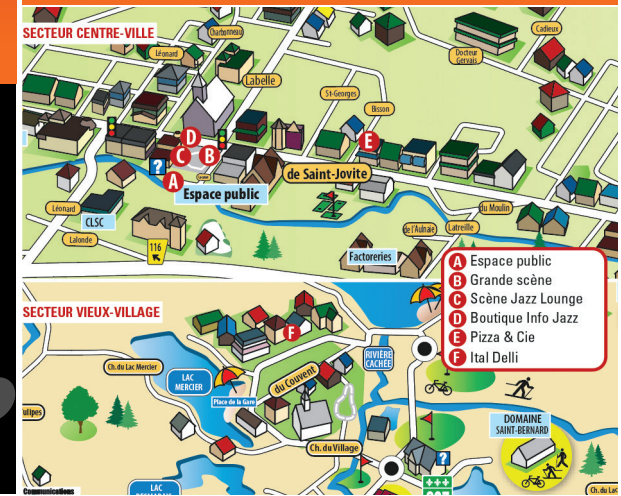 SECTEUR CENTRE-VILLE
Charbonneau
Cadieux
Léonard
Docteur
Gervais
Labelle
St-Georges
Bisson
D
E
C
B
?
A
de Saint-Jovite
Espace public
Léonard
CLSC
du Moulin
de l'Aulnaie
Latreille
Lalonde
116
Factoreries
A Espace public
B Grande scène
C Scène Jazz Lounge
D Boutique Info Jazz
E Pizza & Cie
F Ital Delli
SECTEUR VIEUX-VILLAGE
F
Ch. du Lac Mercier
RIVIÈRE
CACHÉE
LAC
MERCIER
du Couvent
Place de la Gare
DOMAINE
SAINT-BERNARD
Ch. du Village
?
Communications
LAC
Ch. du Lac